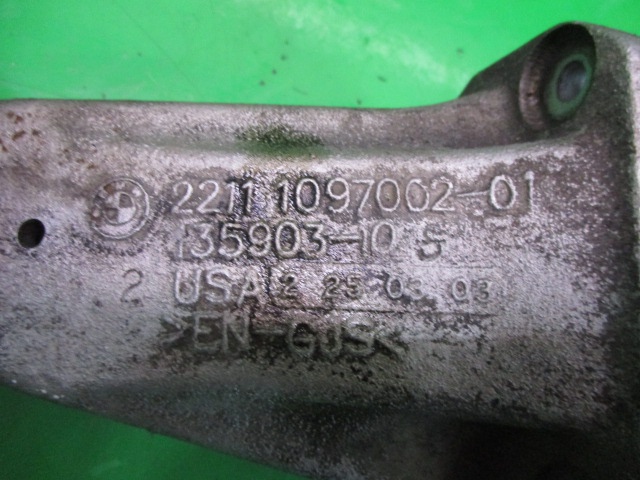 2211 1097002-01
135903-10 S
2 USA 2 25 03 03
>EN-GJS<